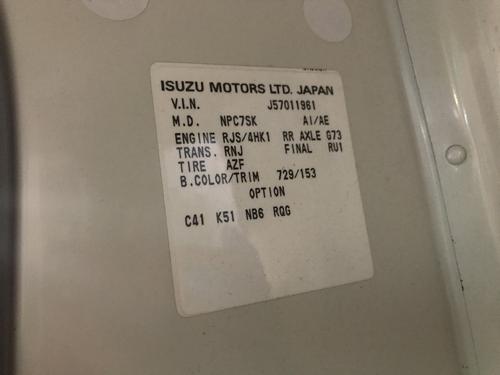 ISUZU MOTORS LTD. JAPAN
V.I.N. J57011961
M.D. NPC7SK AI/AE
ENGINE RJS/4HK1 RR AXLE G73
TRANS. RNJ FINAL RU1
TIRE AZF
B.COLOR/TRIM 729/153
OPTION
C41 K51 NB6 RQG